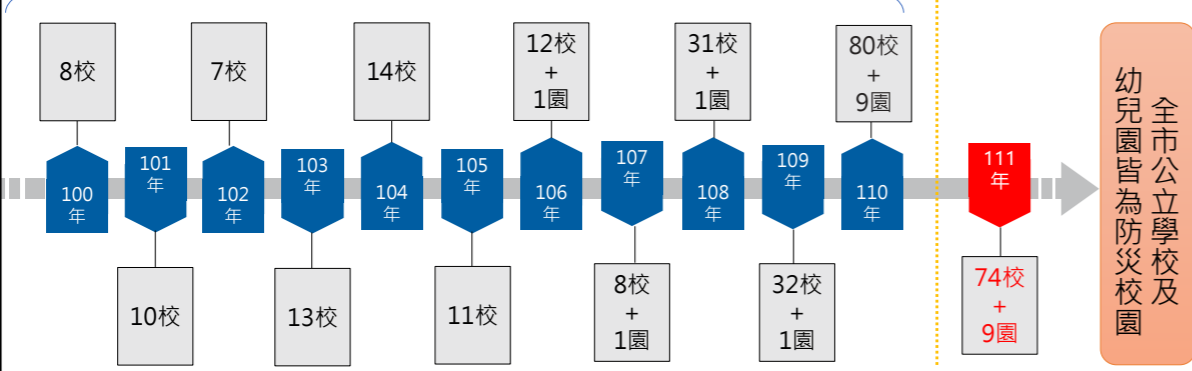 8校
100
年
101
年
10校
7校
102
年
103
年
13校
14校
104
年
105
年
11校
12校
+
1園
106
年
107
年
8校
+
1園
31校
+
1園
108
年
109
年
32校
+
1園
80校
+
9園
110
年
111
年
74校
+
9園
全市公立學校及
幼兒園皆為防災校園